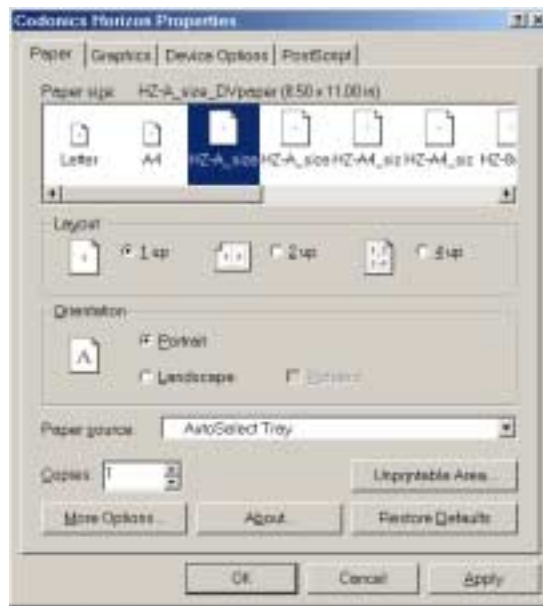 Codonics Horizon Properties
Paper Graphics Device Options PostScript
Paper size: HZ-A_size_DVpaper (8.50 x 11.00 in)
Letter A4 HZ-A_size HZ-A_size HZ-A4_siz HZ-A4_siz
Layout
1 up 2 up 4 up
Orientation
A
Portrait
Landscape Rotated
Paper source: AutoSelect Tray
Copies: 1 Unprintable Area...
More Options... About... Restore Defaults
OK Cancel Apply